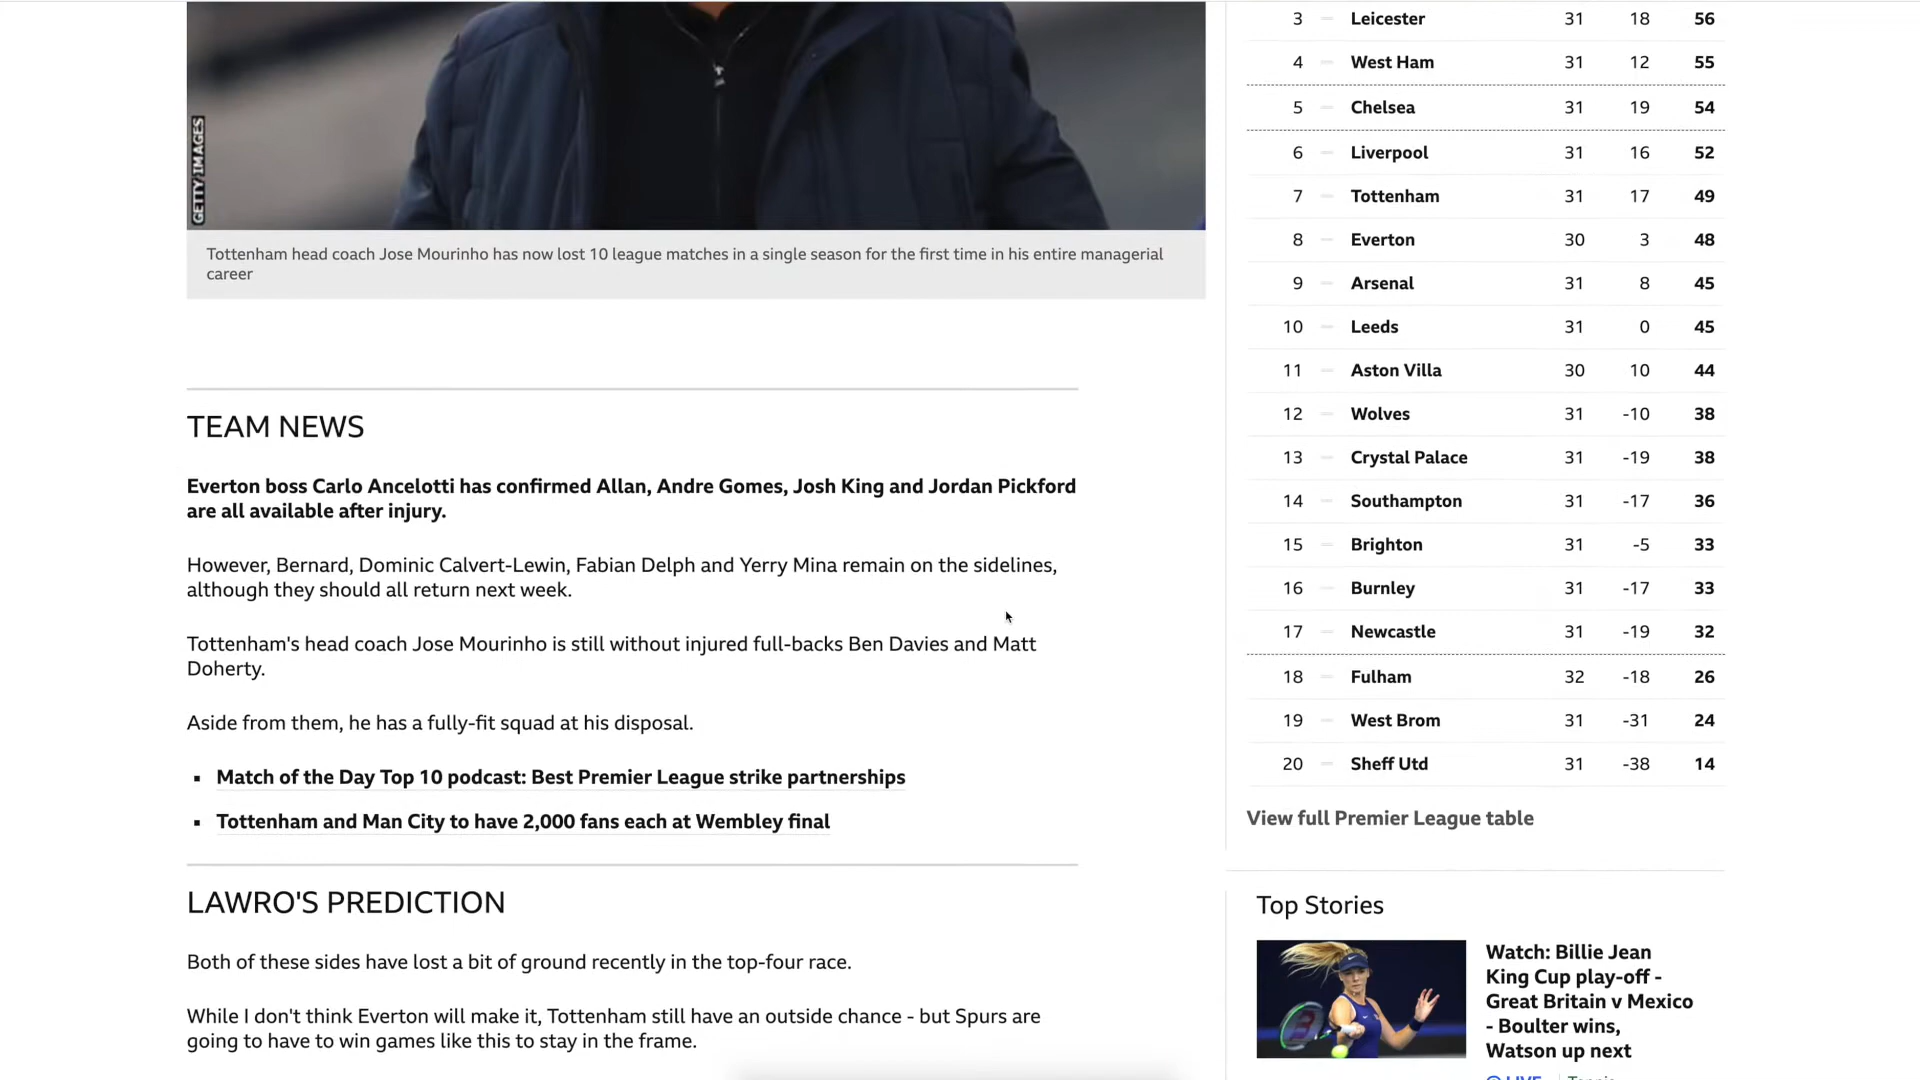 GETTY IMAGES
Tottenham head coach Jose Mourinho has now lost 10 league matches in a single season for the first time in his entire managerial
career
TEAM NEWS
Everton boss Carlo Ancelotti has confirmed Allan, Andre Gomes, Josh King and Jordan Pickford
are all available after injury.
However, Bernard, Dominic Calvert-Lewin, Fabian Delph and Yerry Mina remain on the sidelines,
although they should all return next week.
Tottenham's head coach Jose Mourinho is still without injured full-backs Ben Davies and Matt
Doherty.
Aside from them, he has a fully-fit squad at his disposal.
Match of the Day Top 10 podcast: Best Premier League strike partnerships
Tottenham and Man City to have 2,000 fans each at Wembley final
LAWRO'S PREDICTION
Both of these sides have lost a bit of ground recently in the top-four race.
While I don't think Everton will make it, Tottenham still have an outside chance - but Spurs are
going to have to win games like this to stay in the frame.
3 Leicester 31 18 56
4 West Ham 31 12 55
5 Chelsea 31 19 54
6 Liverpool 31 16 52
7 Tottenham 31 17 49
8 Everton 30 3 48
9 Arsenal 31 8 45
10 Leeds 31 0 45
11 Aston Villa 30 10 44
12 Wolves 31 -10 38
13 Crystal Palace 31 -19 38
14 Southampton 31 -17 36
15 Brighton 31 -5 33
16 Burnley 31 -17 33
17 Newcastle 31 -19 32
18 Fulham 32 -18 26
19 West Brom 31 -31 24
20 Sheff Utd 31 -38 14
View full Premier League table
Top Stories
Watch: Billie Jean
King Cup play-off -
Great Britain v Mexico
- Boulter wins,
Watson up next
LIVE Tennis